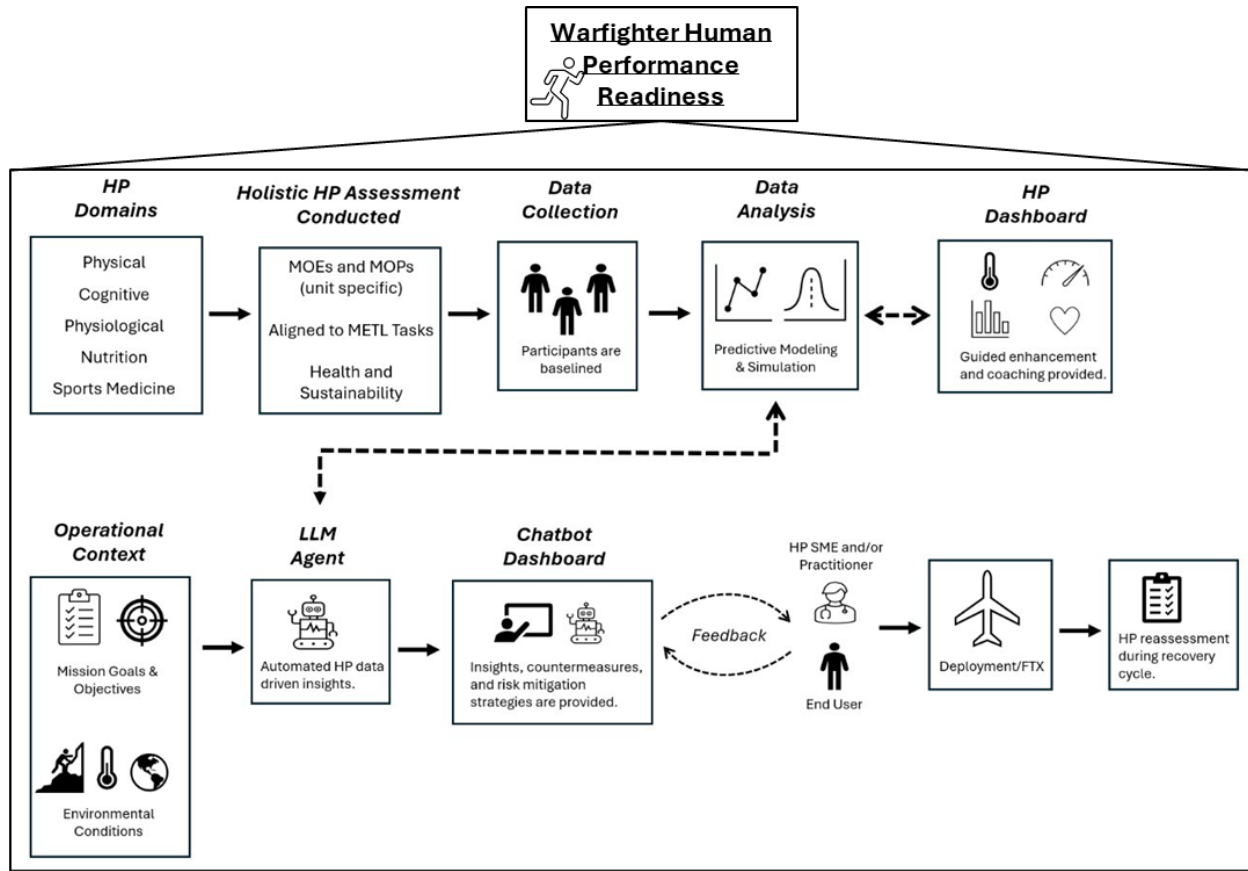 Warfighter Human
Performance
Readiness
HP
Domains
Physical
Cognitive
Physiological
Nutrition
Sports Medicine
Holistic HP Assessment
Conducted
MOEs and MOPs
(unit specific)
Aligned to METL Tasks
Health and
Sustainability
Data
Collection
Participants are
baselined
Data
Analysis
Predictive Modeling
& Simulation
HP
Dashboard
Guided enhancement
and coaching provided.
Operational
Context
Mission Goals &
Objectives
Environmental
Conditions
LLM
Agent
Automated HP data
driven insights.
Chatbot
Dashboard
Insights, countermeasures,
and risk mitigation
strategies are provided.
Feedback
HP SME and/or
Practitioner
End User
Deployment/FTX
HP reassessment
during recovery
cycle.